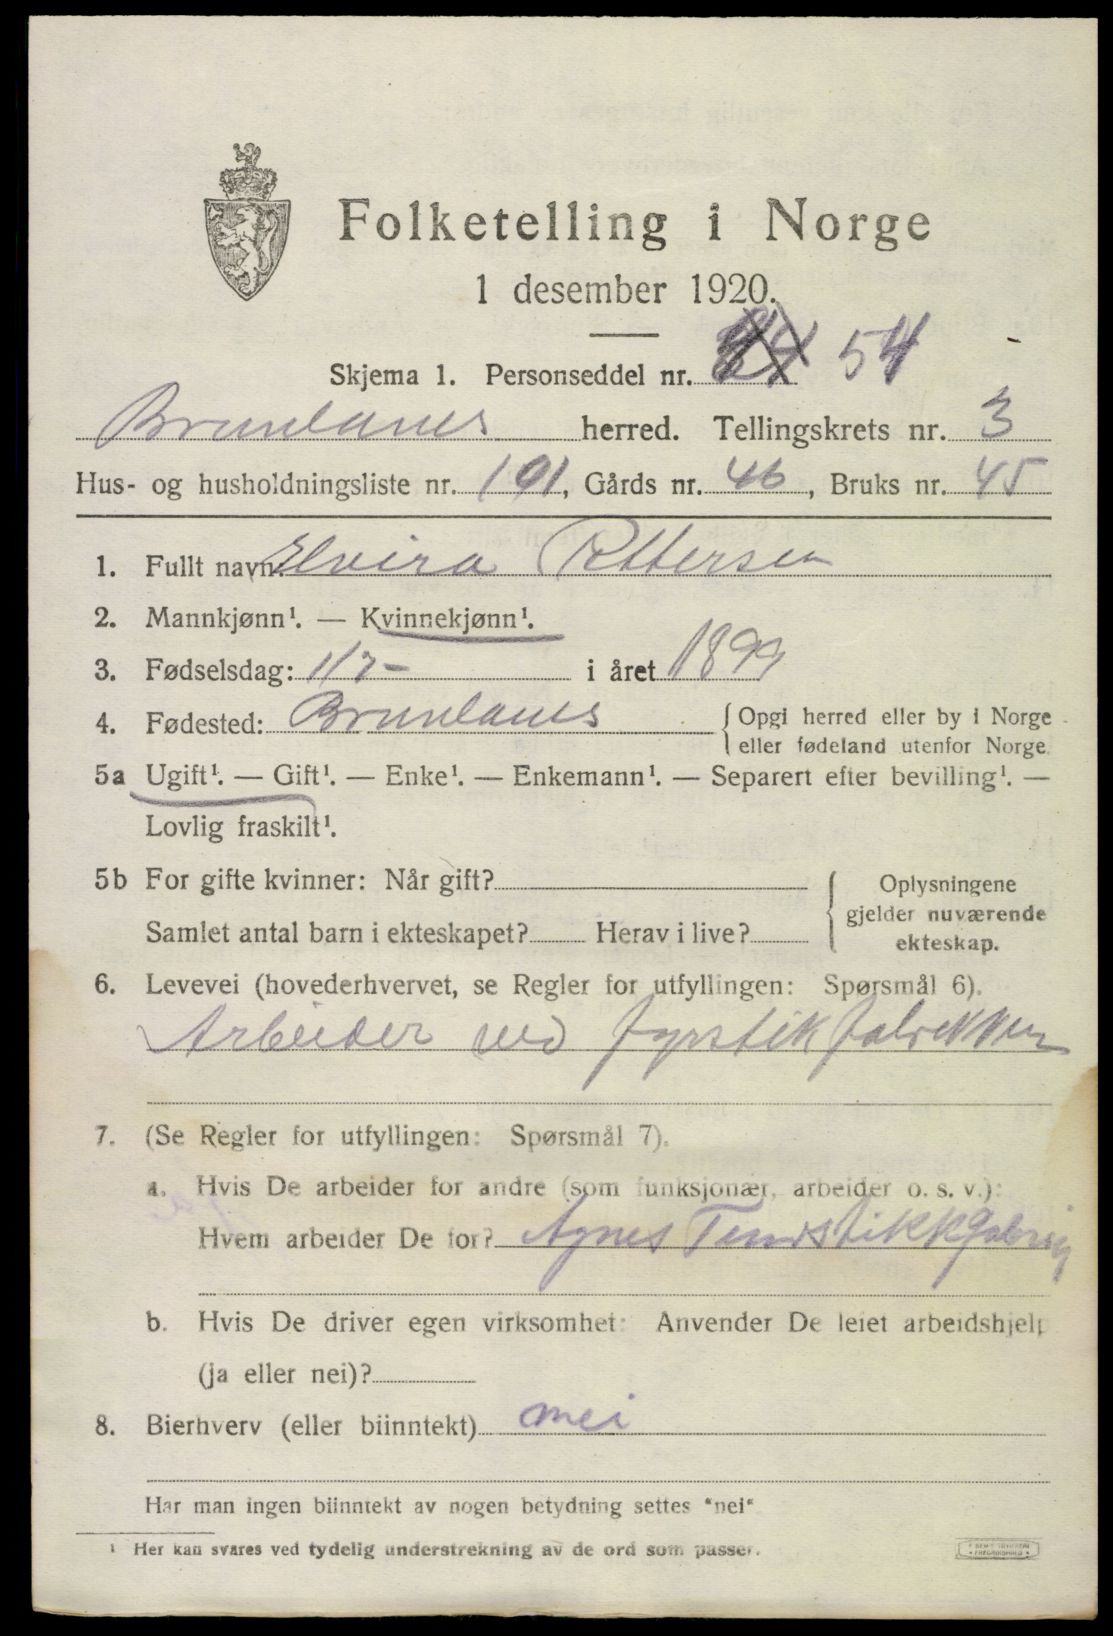 Folketelling i Norge
1 desember 1920.
Skjema 1. Personseddel nr. 54
Brunlanes herred. Tellingskrets nr. 3
Hus- og husholdningsliste nr. 191, Gårds nr. 46, Bruks nr. 45
1. Fullt navn: Elvira Pettersen
2. Mannkjønn¹. — Kvinnekjønn¹.
3. Fødselsdag: 1/7- i året 1899
4. Fødested: Brunlanes {Opgi herred eller by i Norge
eller fødeland utenfor Norge
5a Ugift¹. — Gift¹. — Enke¹. — Enkemann¹. — Separert efter bevilling¹. —
Lovlig fraskilt¹.
5b For gifte kvinner: Når gift? { Oplysningene
gjelder nuværende
Samlet antal barn i ekteskapet? Herav i live? ekteskap.
6. Levevei (hovederhvervet, se Regler for utfyllingen: Spørsmål 6).
Arbeider ved fyrstikfabrikken
7. (Se Regler for utfyllingen: Spørsmål 7).
a. Hvis De arbeider for andre (som funksjonær, arbeider o. s. v.):
Hvem arbeider De for? Agnes
b. Hvis De driver egen virksomhet: Anvender De leiet arbeidshjelp
(ja eller nei)?
8. Bierhverv (eller biinntekt) nei
Har man ingen biinntekt av nogen betydning settes "nei"
¹ Her kan svares ved tydelig understrekning av de ord som passer.